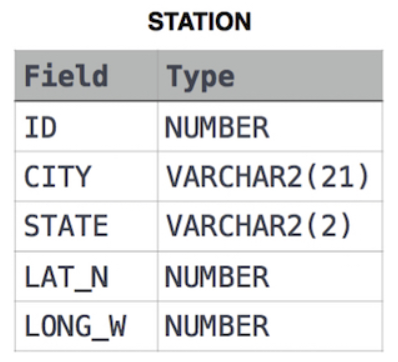 STATION
Field Type
ID NUMBER
CITY VARCHAR2(21)
STATE VARCHAR2(2)
LAT_N NUMBER
LONG_W NUMBER